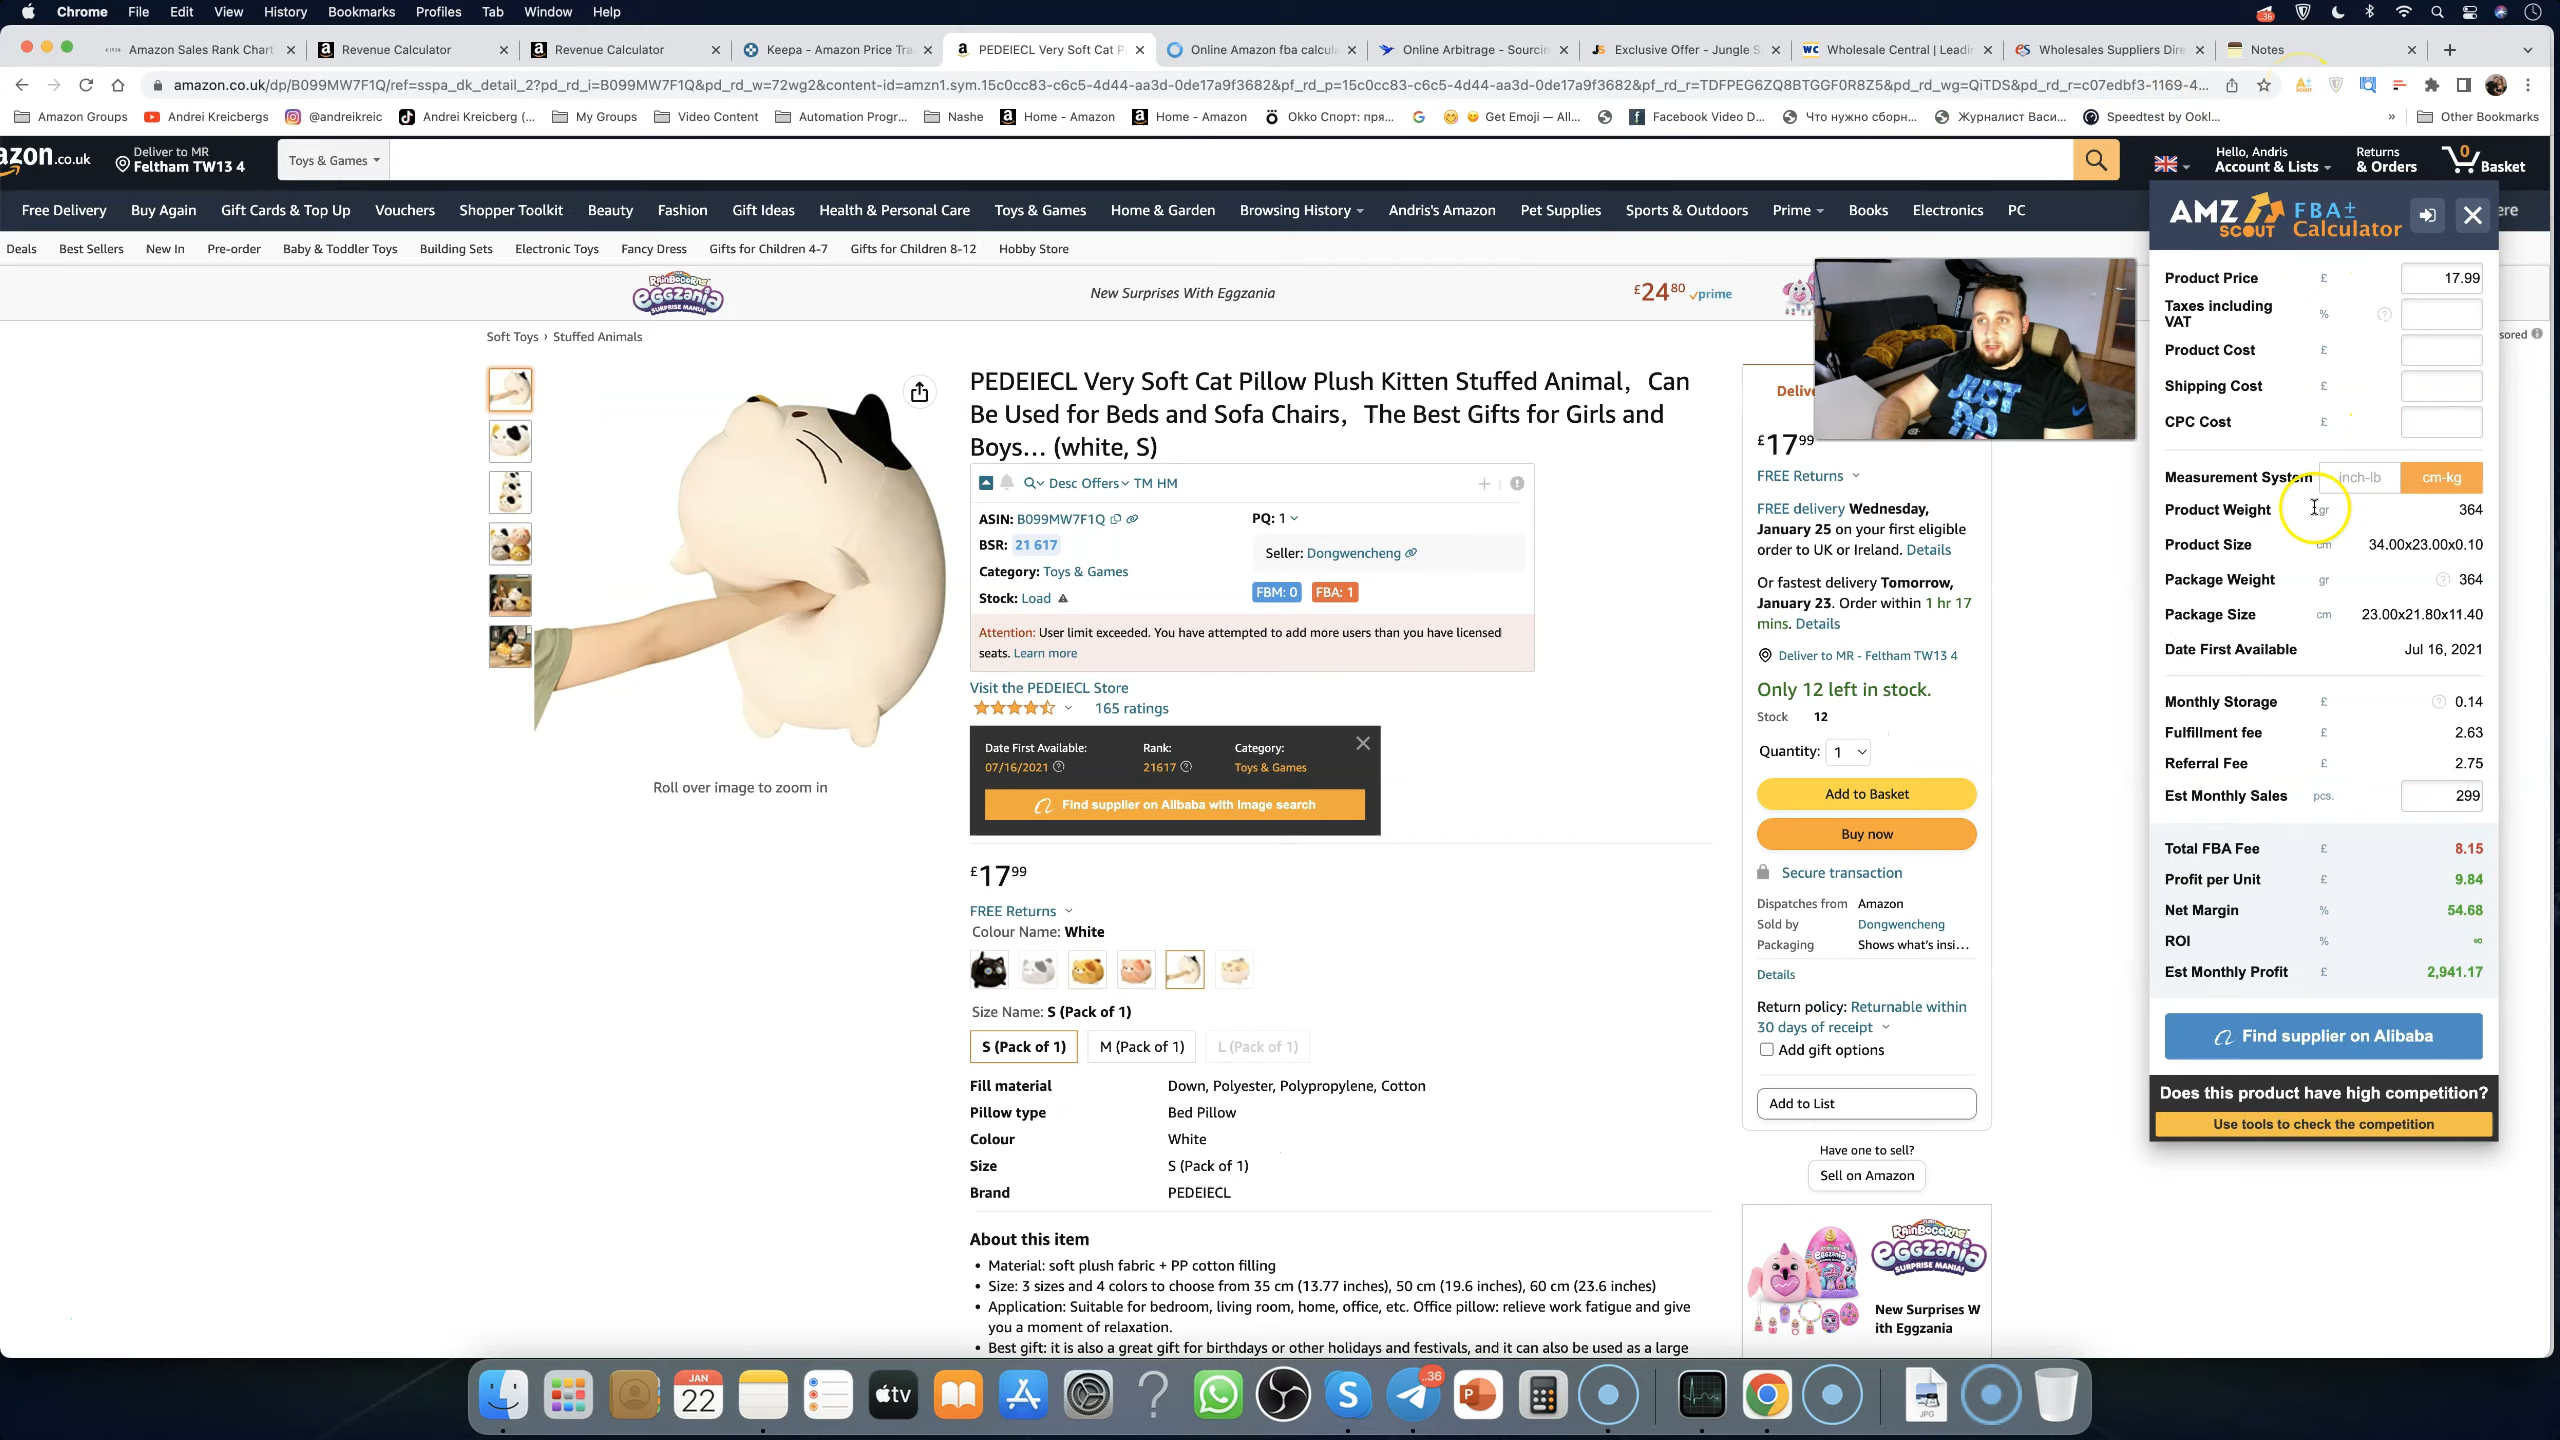 Chrome File Edit View History Bookmarks Profiles Tab Window Help
Amazon Sales Rank Chart
Revenue Calculator
Revenue Calculator
Keepa - Amazon Price Tra
PEDEIECL Very Soft Cat P
Online Amazon fba calcul
Online Arbitrage - Sourcin
Exclusive Offer - Jungle S
Wholesale Central | Leadi
Wholesales Suppliers Dire
Notes
amazon.co.uk/dp/B099MW7F1Q/ref=sspa_dk_detail_2?pd_rd_i=B099MW7F1Q&pd_rd_w=72wg2&content-id=amzn1.sym.15c0cc83-c6c5-4d44-aa3d-0de17a9f3682&pf_rd_p=15c0cc83-c6c5-4d44-aa3d-0de17a9f3682&pf_rd_r=TDFPEG6ZQ8BTGGF0R8Z5&pd_rd_wg=QiTDS&pd_rd_r=c07edbf3-1169-4...
Amazon Groups Andrei Kreicbergs @andreikreic Andrei Kreicberg (... My Groups Video Content Automation Progr... Nashe Home - Amazon Home - Amazon Okko Спорт: пря... Get Emoji — All... Facebook Video D... Что нужно сборн... Журналист Васи... Speedtest by Ookl... » Other Bookmarks
azon.co.uk
Deliver to MR
Feltham TW13 4
Toys & Games
Hello, Andris
Account & Lists
Returns
& Orders
0
Basket
Free Delivery Buy Again Gift Cards & Top Up Vouchers Shopper Toolkit Beauty Fashion Gift Ideas Health & Personal Care Toys & Games Home & Garden Browsing History Andris's Amazon Pet Supplies Sports & Outdoors Prime Books Electronics PC
ere
Deals Best Sellers New In Pre-order Baby & Toddler Toys Building Sets Electronic Toys Fancy Dress Gifts for Children 4-7 Gifts for Children 8-12 Hobby Store
RAINBOCORNS
eggzania
SURPRISE MANIA!
New Surprises With Eggzania
£2480 prime
sored
Soft Toys › Stuffed Animals
Roll over image to zoom in
PEDEIECL Very Soft Cat Pillow Plush Kitten Stuffed Animal，Can
Be Used for Beds and Sofa Chairs，The Best Gifts for Girls and
Boys… (white, S)
Desc Offers TM HM
ASIN: B099MW7F1Q
PQ: 1
BSR: 21 617
Seller: Dongwencheng
Category: Toys & Games
Stock: Load
FBM: 0 FBA: 1
Attention: User limit exceeded. You have attempted to add more users than you have licensed
seats. Learn more
Visit the PEDEIECL Store
165 ratings
Date First Available: Rank: Category:
07/16/2021 21617 Toys & Games
Find supplier on Alibaba with Image search
£1799
FREE Returns
Colour Name: White
Size Name: S (Pack of 1)
S (Pack of 1) M (Pack of 1) L (Pack of 1)
Fill material Down, Polyester, Polypropylene, Cotton
Pillow type Bed Pillow
Colour White
Size S (Pack of 1)
Brand PEDEIECL
About this item
• Material: soft plush fabric + PP cotton filling
• Size: 3 sizes and 4 colors to choose from 35 cm (13.77 inches), 50 cm (19.6 inches), 60 cm (23.6 inches)
• Application: Suitable for bedroom, living room, home, office, etc. Office pillow: relieve work fatigue and give
you a moment of relaxation.
• Best gift: it is also a great gift for birthdays or other holidays and festivals, and it can also be used as a large
Delive
£1799
FREE Returns
FREE delivery Wednesday,
January 25 on your first eligible
order to UK or Ireland. Details
Or fastest delivery Tomorrow,
January 23. Order within 1 hr 17
mins. Details
Deliver to MR - Feltham TW13 4
Only 12 left in stock.
Stock 12
Quantity: 1
Add to Basket
Buy now
Secure transaction
Dispatches from Amazon
Sold by Dongwencheng
Packaging Shows what's insi...
Details
Return policy: Returnable within
30 days of receipt
Add gift options
Add to List
Have one to sell?
Sell on Amazon
RAINBOCORNS
eggzania
SURPRISE MANIA!
New Surprises W
ith Eggzania
JUST
DO
AMZ SCOUT FBA± Calculator
Product Price £ 17.99
Taxes including
VAT %
Product Cost £
Shipping Cost £
CPC Cost £
Measurement System inch-lb cm-kg
Product Weight gr 364
Product Size cm 34.00x23.00x0.10
Package Weight gr 364
Package Size cm 23.00x21.80x11.40
Date First Available Jul 16, 2021
Monthly Storage £ 0.14
Fulfillment fee £ 2.63
Referral Fee £ 2.75
Est Monthly Sales pcs. 299
Total FBA Fee £ 8.15
Profit per Unit £ 9.84
Net Margin % 54.68
ROI % ∞
Est Monthly Profit £ 2,941.17
Find supplier on Alibaba
Does this product have high competition?
Use tools to check the competition
JAN
22
tv
36
JPG